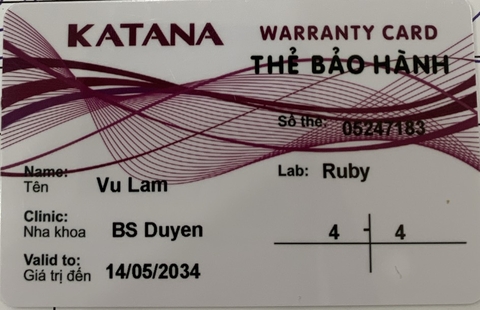 KATANA WARRANTY CARD
THẺ BẢO HÀNH
Số the: 05247183
Name:
Tên Vu Lam
Lab: Ruby
Clinic:
Nha khoa BS Duyen
4 - 4
Valid to:
Giá trị đến 14/05/2034